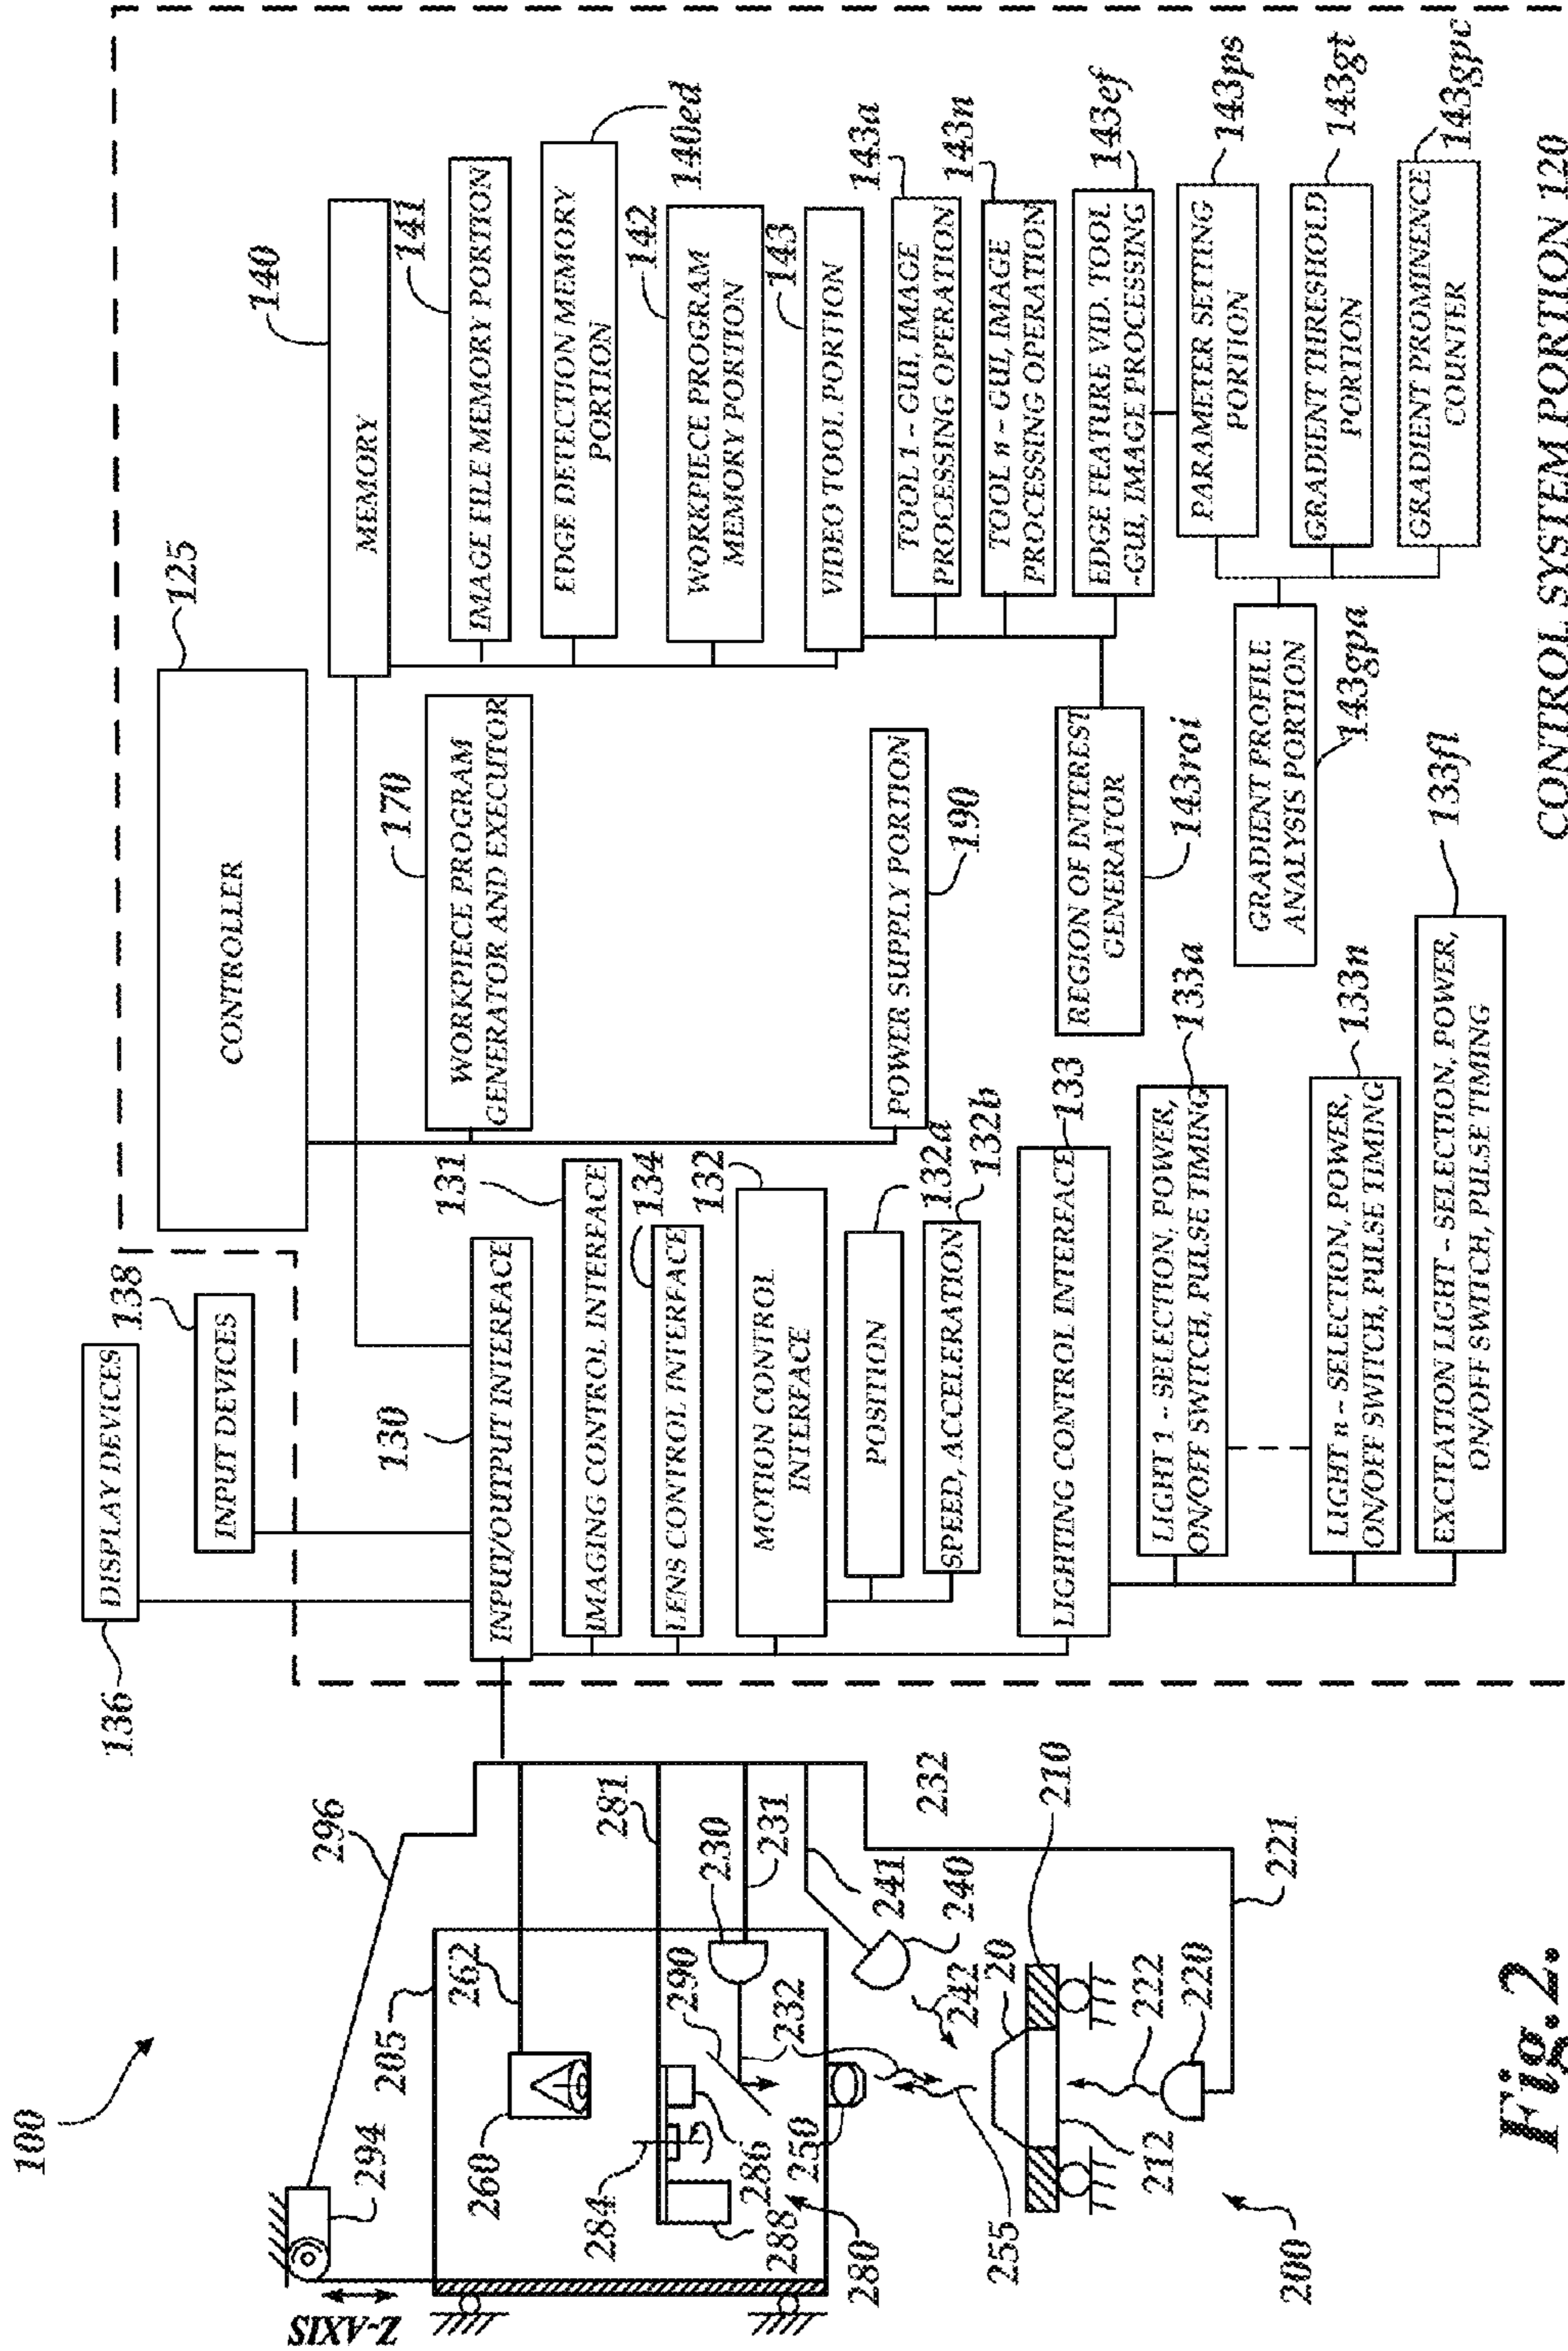 100
136
DISPLAY DEVICES
138
INPUT DEVICES
125
CONTROLLER
140
MEMORY
141
IMAGE FILE MEMORY PORTION
140ed
EDGE DETECTION MEMORY
PORTION
142
WORKPIECE PROGRAM
MEMORY PORTION
143
VIDEO TOOL PORTION
143a
TOOL 1 - GUI, IMAGE
PROCESSING OPERATION
143n
TOOL n - GUI, IMAGE
PROCESSING OPERATION
143ef
EDGE FEATURE VID. TOOL
-GUI, IMAGE PROCESSING
143ps
PARAMETER SETTING
PORTION
143gt
GRADIENT THRESHOLD
PORTION
143gpc
GRADIENT PROMINENCE
COUNTER
170
WORKPIECE PROGRAM
GENERATOR AND EXECUTOR
190
POWER SUPPLY PORTION
REGION OF INTEREST
GENERATOR
143roi
GRADIENT PROFILE
ANALYSIS PORTION
143gpa
130
INPUT/OUTPUT INTERFACE
131
IMAGING CONTROL INTERFACE
134
LENS CONTROL INTERFACE
132
MOTION CONTROL
INTERFACE
132a
POSITION
132b
SPEED, ACCELERATION
133
LIGHTING CONTROL INTERFACE
133a
LIGHT 1 - SELECTION, POWER,
ON/OFF SWITCH, PULSE TIMING
133n
LIGHT n - SELECTION, POWER,
ON/OFF SWITCH, PULSE TIMING
133fl
EXCITATION LIGHT - SELECTION, POWER,
ON/OFF SWITCH, PULSE TIMING
CONTROL SYSTEM PORTION 120
Z-AXIS
294
296
205
262
260
281
284
286
288
290
230
231
232
250
280
241
240
242
232
255
20
210
212
222
220
221
200
Fig.2.